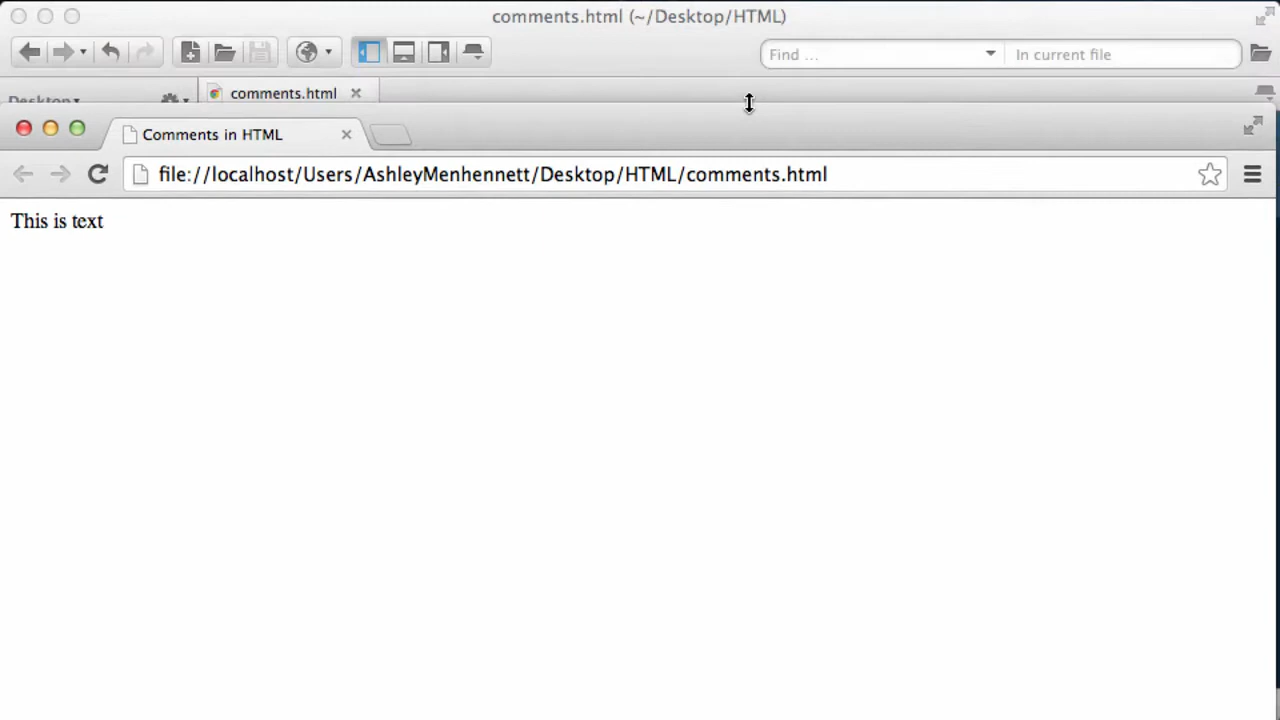 comments.html (~/Desktop/HTML)
Find ...
In current file
Desktop
comments.html
Comments in HTML
file://localhost/Users/AshleyMenhennett/Desktop/HTML/comments.html
This is text